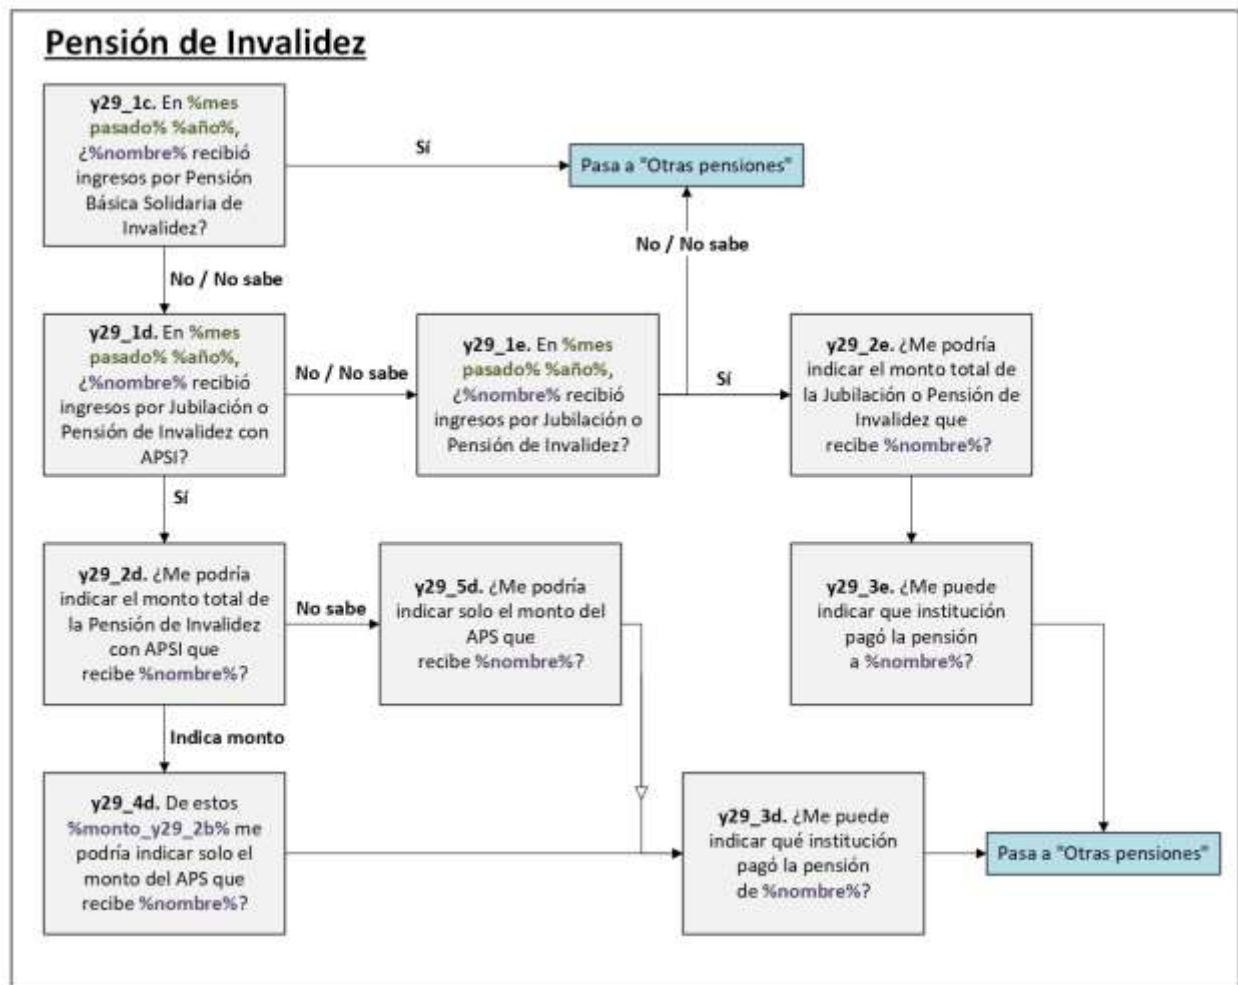 Pensión de Invalidez
y29_1c. En %mes
pasado% %año%,
¿%nombre% recibió
ingresos por Pensión
Básica Solidaria de
Invalidez?
Sí
Pasa a "Otras pensiones"
No / No sabe
No / No sabe
y29_1d. En %mes
pasado% %año%,
¿%nombre% recibió
ingresos por Jubilación o
Pensión de Invalidez con
APSI?
No / No sabe
y29_1e. En %mes
pasado% %año%,
¿%nombre% recibió
ingresos por Jubilación o
Pensión de Invalidez?
Sí
y29_2e. ¿Me podría
indicar el monto total de
la Jubilación o Pensión de
Invalidez que
recibe %nombre%?
Sí
y29_2d. ¿Me podría
indicar el monto total de
la Pensión de Invalidez
con APSI que
recibe %nombre%?
No sabe
y29_5d. ¿Me podría
indicar solo el monto del
APS que
recibe %nombre%?
y29_3e. ¿Me puede
indicar que institución
pagó la pensión
a %nombre%?
Indica monto
y29_4d. De estos
%monto_y29_2b% me
podría indicar solo el
monto del APS que
recibe %nombre%?
y29_3d. ¿Me puede
indicar qué institución
pagó la pensión
de %nombre%?
Pasa a "Otras pensiones"